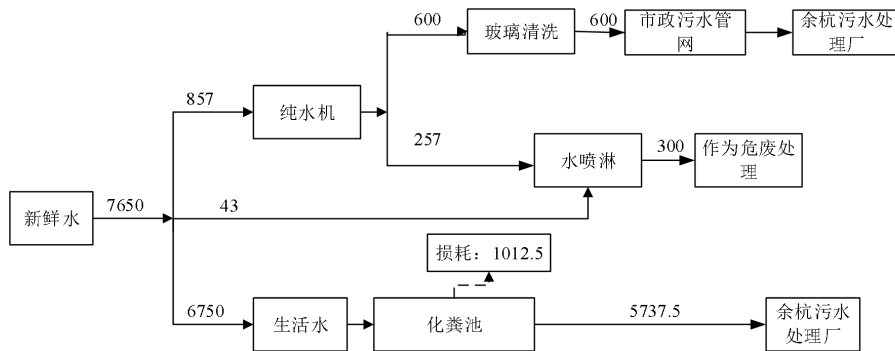 600
玻璃清洗
600
市政污水管
网
余杭污水处
理厂
857
纯水机
257
水喷淋
300
作为危废处
理
新鲜水
7650
43
损耗：1012.5
6750
生活水
化粪池
5737.5
余杭污水
处理厂